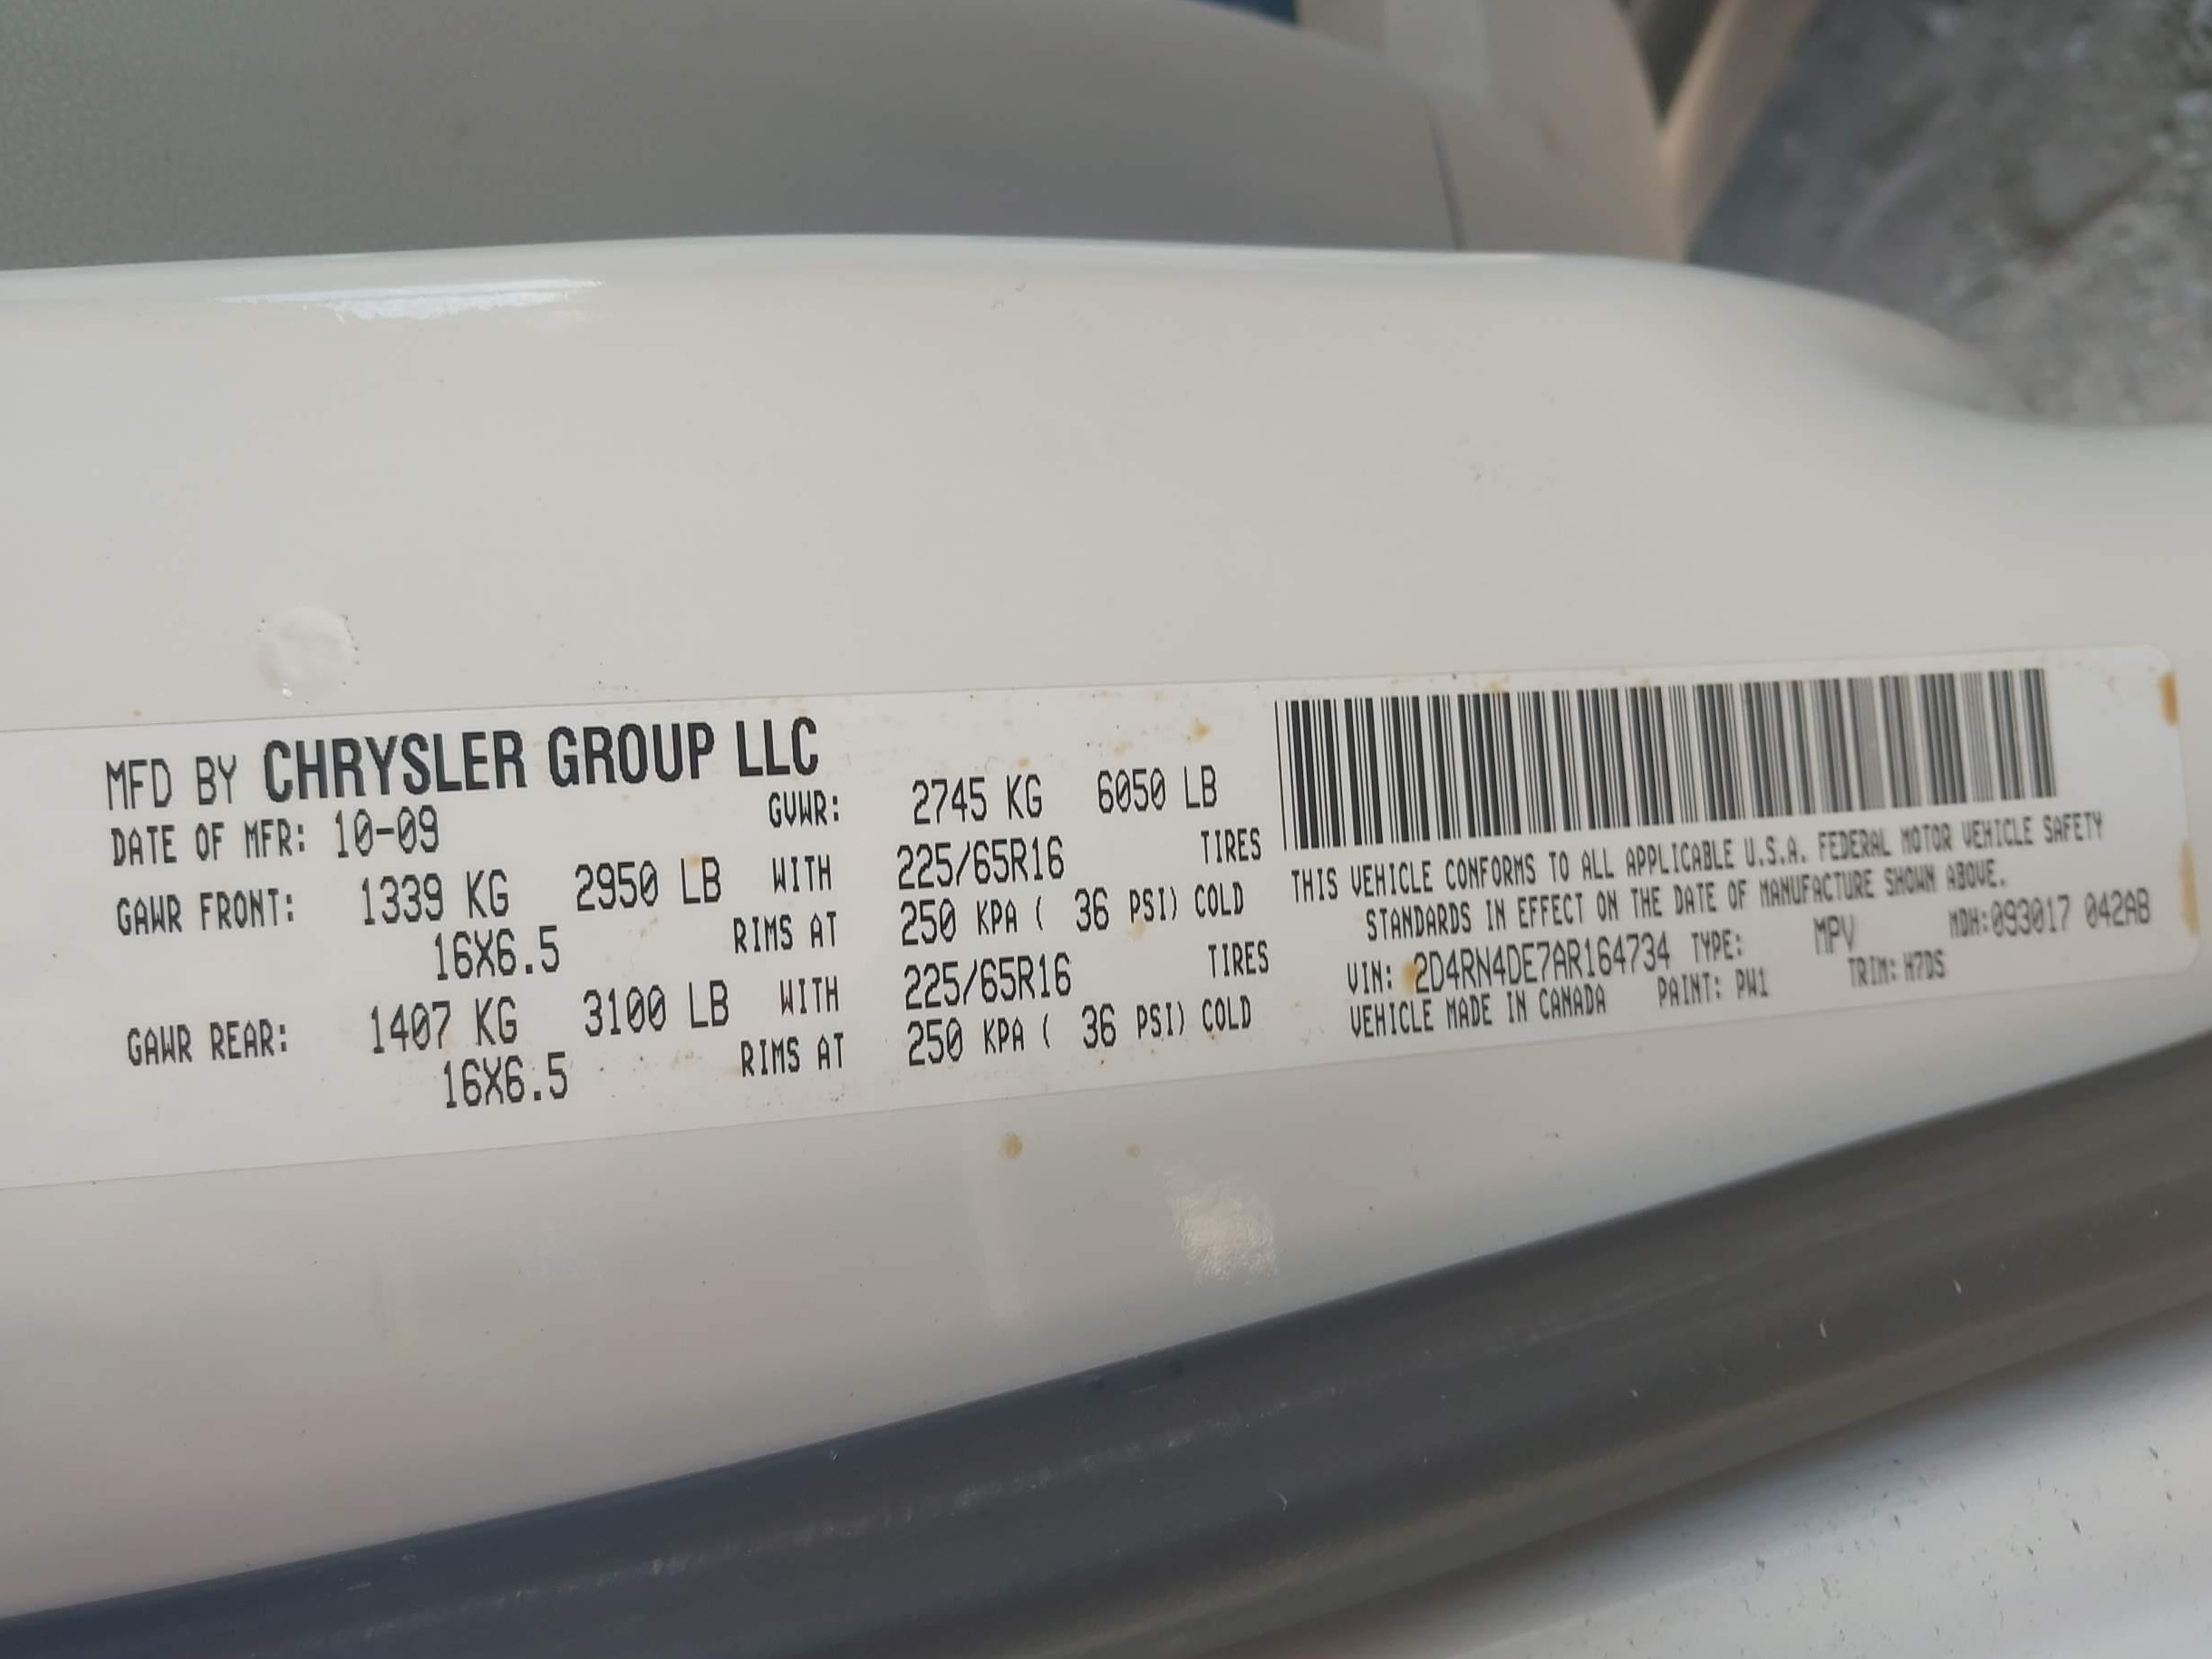 MFD BY CHRYSLER GROUP LLC
DATE OF MFR: 10-09 GVWR: 2745 KG 6050 LB
GAWR FRONT: 1339 KG 2950 LB WITH 225/65R16 TIRES
16X6.5 RIMS AT 250 KPA ( 36 PSI) COLD
GAWR REAR: 1407 KG 3100 LB WITH 225/65R16 TIRES
16X6.5 RIMS AT 250 KPA ( 36 PSI) COLD
THIS VEHICLE CONFORMS TO ALL APPLICABLE U.S.A. FEDERAL MOTOR VEHICLE SAFETY
STANDARDS IN EFFECT ON THE DATE OF MANUFACTURE SHOWN ABOVE.
VIN: 2D4RN4DE7AR164734 TYPE: MPV MDH:093017 042AB
VEHICLE MADE IN CANADA PAINT: PW1 TRIM: H7DS